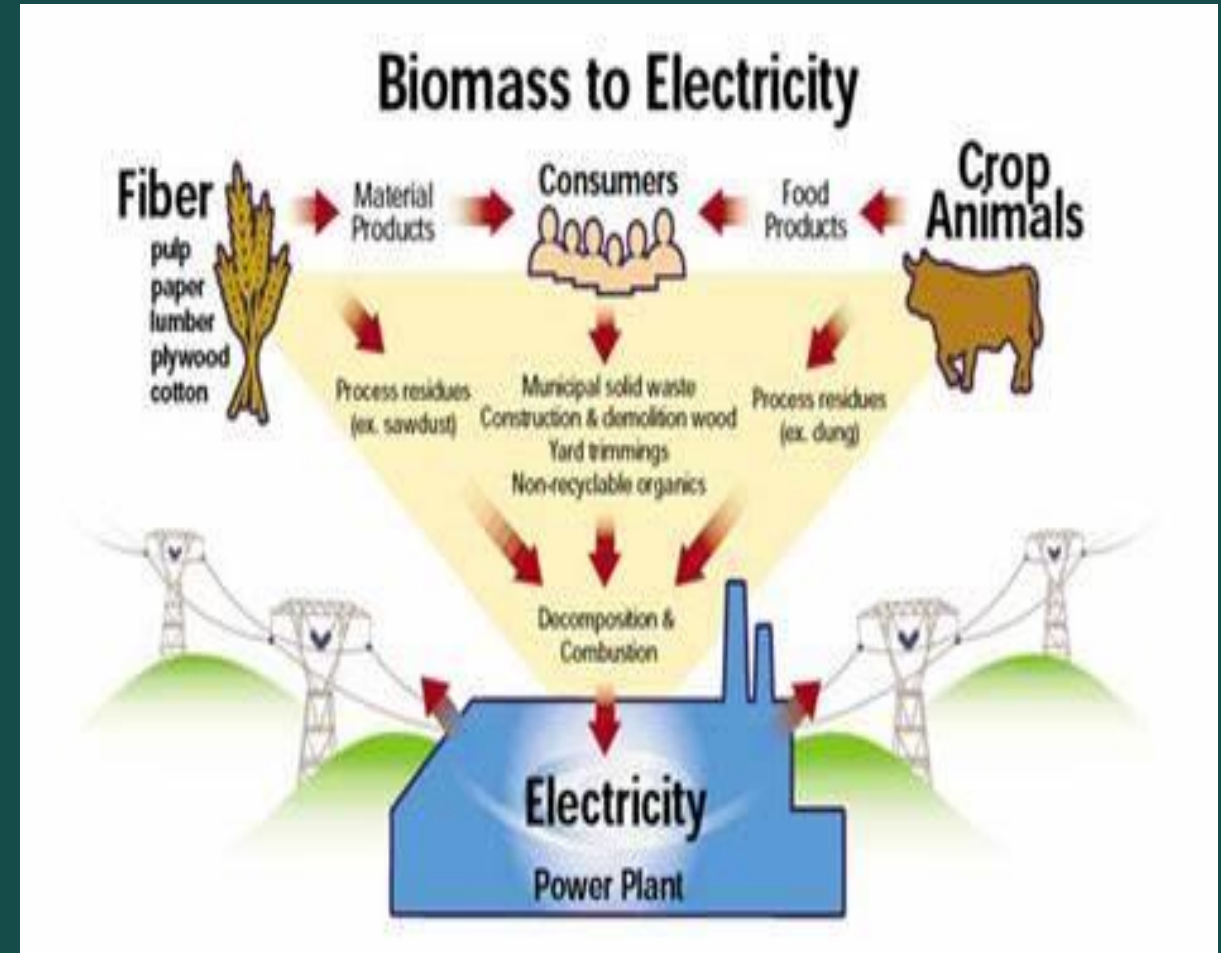 Biomass to Electricity
Fiber
pulp
paper
lumber
plywood
cotton
Material
Products
Consumers
Food
Products
Crop
Animals
Process residues
(ex. sawdust)
Municipal solid waste
Construction & demolition wood
Yard trimmings
Non-recyclable organics
Process residues
(ex. dung)
Decomposition &
Combustion
Electricity
Power Plant